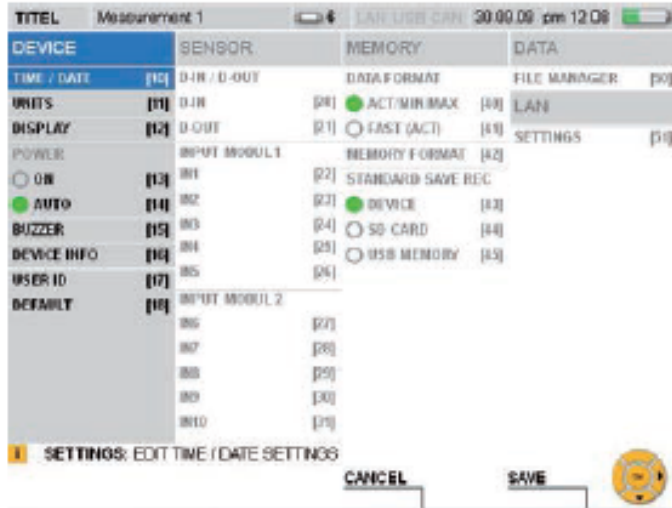 TITEL Measurement 1 6 LAN USB CAN 30.09.09 pm 12:08
DEVICE
TIME / DATE [10]
UNITS [11]
DISPLAY [12]
POWER
ON [13]
AUTO [14]
BUZZER [15]
DEVICE INFO [16]
USER ID [17]
DEFAULT [18]
SENSOR
D-IN / D-OUT
D-IN [20]
D-OUT [21]
INPUT MODUL 1
IN1 [22]
IN2 [23]
IN3 [24]
IN4 [25]
IN5 [26]
INPUT MODUL 2
IN6 [27]
IN7 [28]
IN8 [29]
IN9 [30]
IN10 [31]
MEMORY
DATA FORMAT
ACT/MIN/MAX [40]
FAST (ACT) [41]
MEMORY FORMAT [42]
STANDARD SAVE REC
DEVICE [43]
SD CARD [44]
USB MEMORY [45]
DATA
FILE MANAGER [50]
LAN
SETTINGS [51]
SETTINGS: EDIT TIME / DATE SETTINGS
CANCEL
SAVE